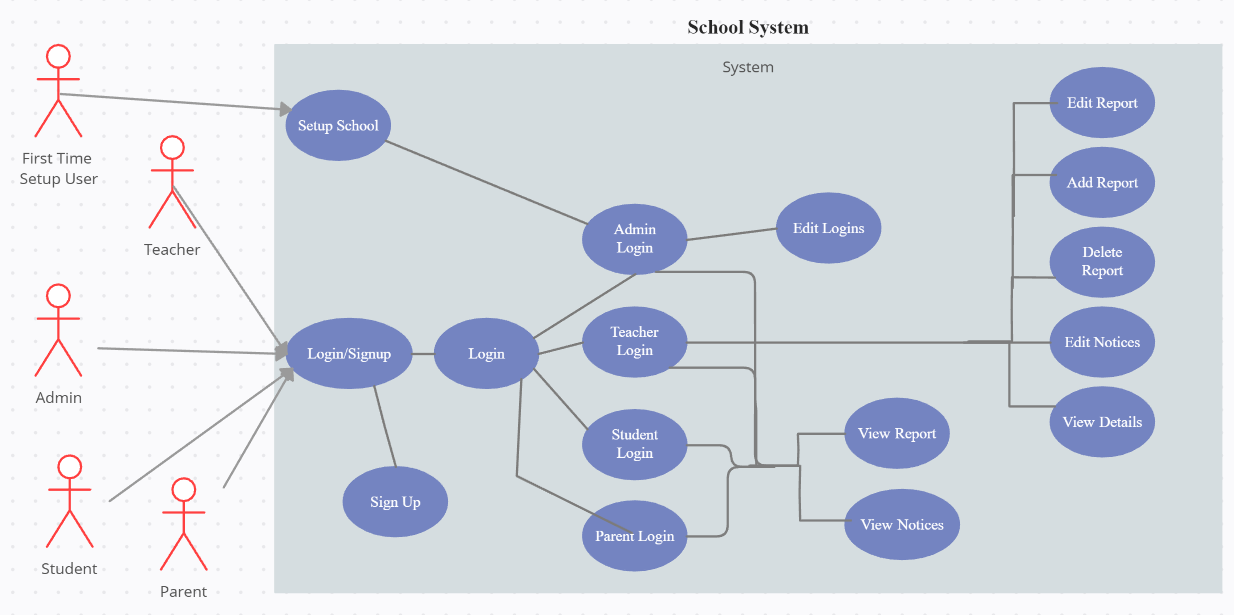 School System
System
First Time
Setup User
Teacher
Admin
Student
Parent
Setup School
Login/Signup
Login
Sign Up
Admin
Login
Teacher
Login
Student
Login
Parent Login
Edit Logins
View Report
View Notices
Edit Report
Add Report
Delete
Report
Edit Notices
View Details